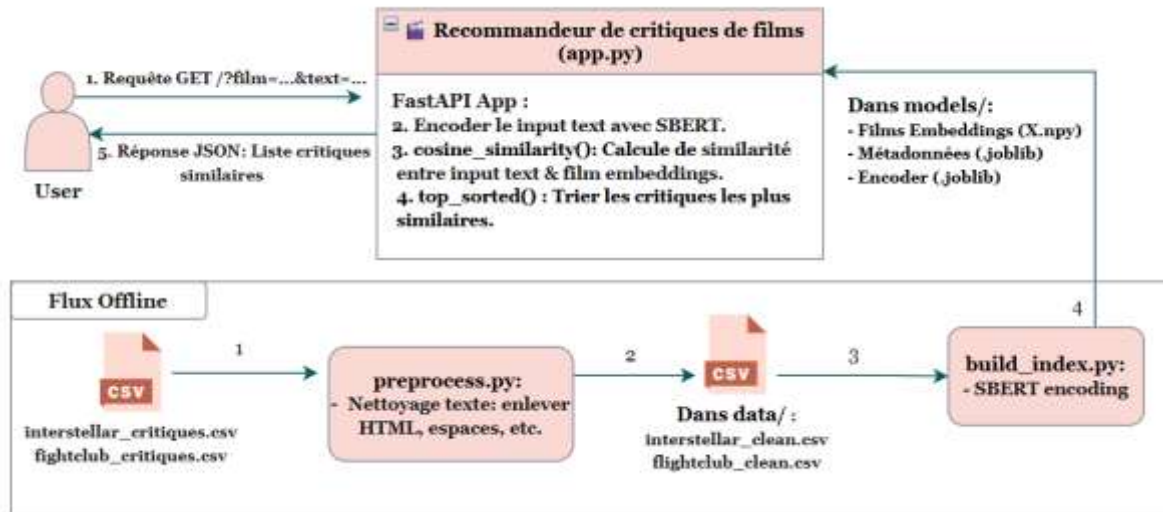 Recommandeur de critiques de films
(app.py)
1. Requête GET /?film=...&text=...
5. Réponse JSON: Liste critiques
similaires
User
FastAPI App :
2. Encoder le input text avec SBERT.
3. cosine_similarity(): Calcule de similarité
entre input text & film embeddings.
4. top_sorted() : Trier les critiques les plus
similaires.
Dans models/:
- Films Embeddings (X.npy)
- Métadonnées (.joblib)
- Encoder (.joblib)
Flux Offline
CSV
interstellar_critiques.csv
fightclub_critiques.csv
1
preprocess.py:
- Nettoyage texte: enlever
HTML, espaces, etc.
2
CSV
Dans data/ :
interstellar_clean.csv
flightclub_clean.csv
3
build_index.py:
- SBERT encoding
4